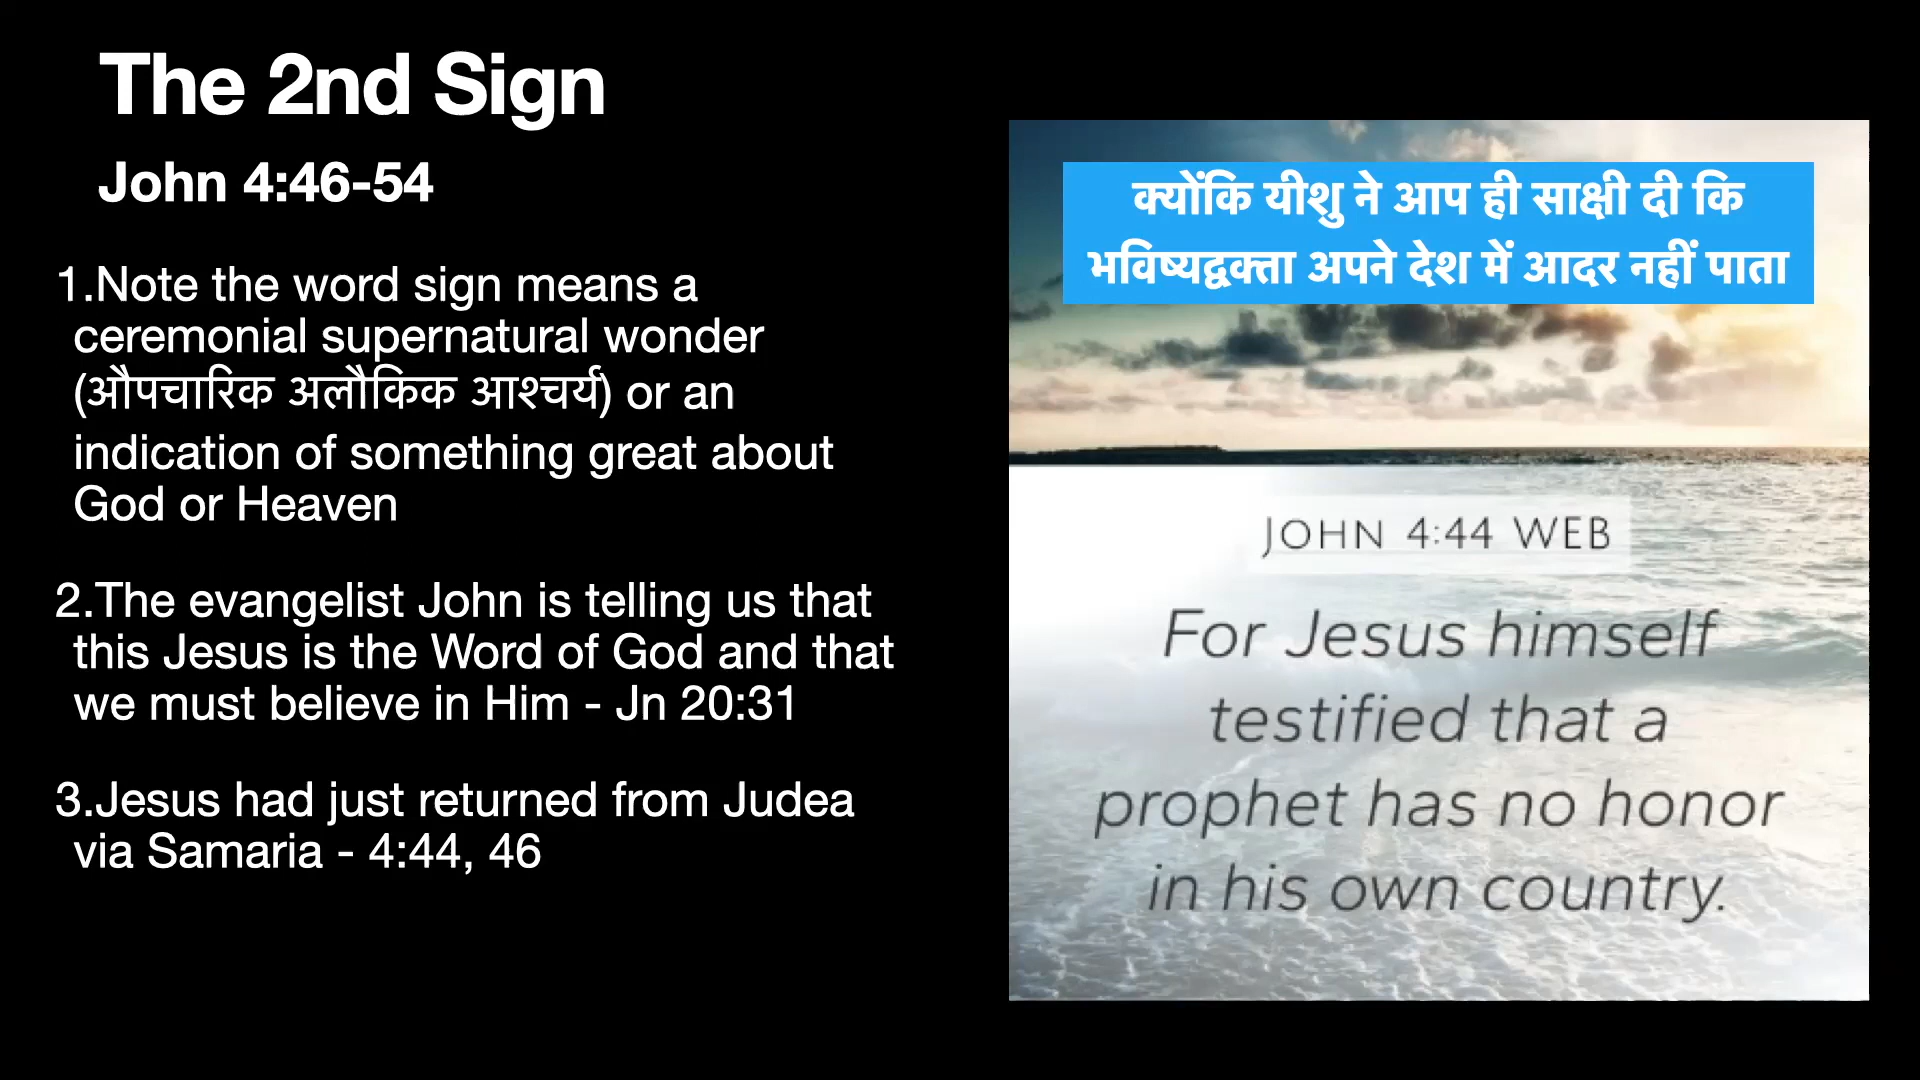 The 2nd Sign
John 4:46-54
1.Note the word sign means a
ceremonial supernatural wonder
(औपचारिक अलौकिक आश्चर्य) or an
indication of something great about
God or Heaven
2.The evangelist John is telling us that
this Jesus is the Word of God and that
we must believe in Him - Jn 20:31
3.Jesus had just returned from Judea
via Samaria - 4:44, 46
क्योंकि यीशु ने आप ही साक्षी दी कि
भविष्यद्वक्ता अपने देश में आदर नहीं पाता
JOHN 4:44 WEB
For Jesus himself
testified that a
prophet has no honor
in his own country.